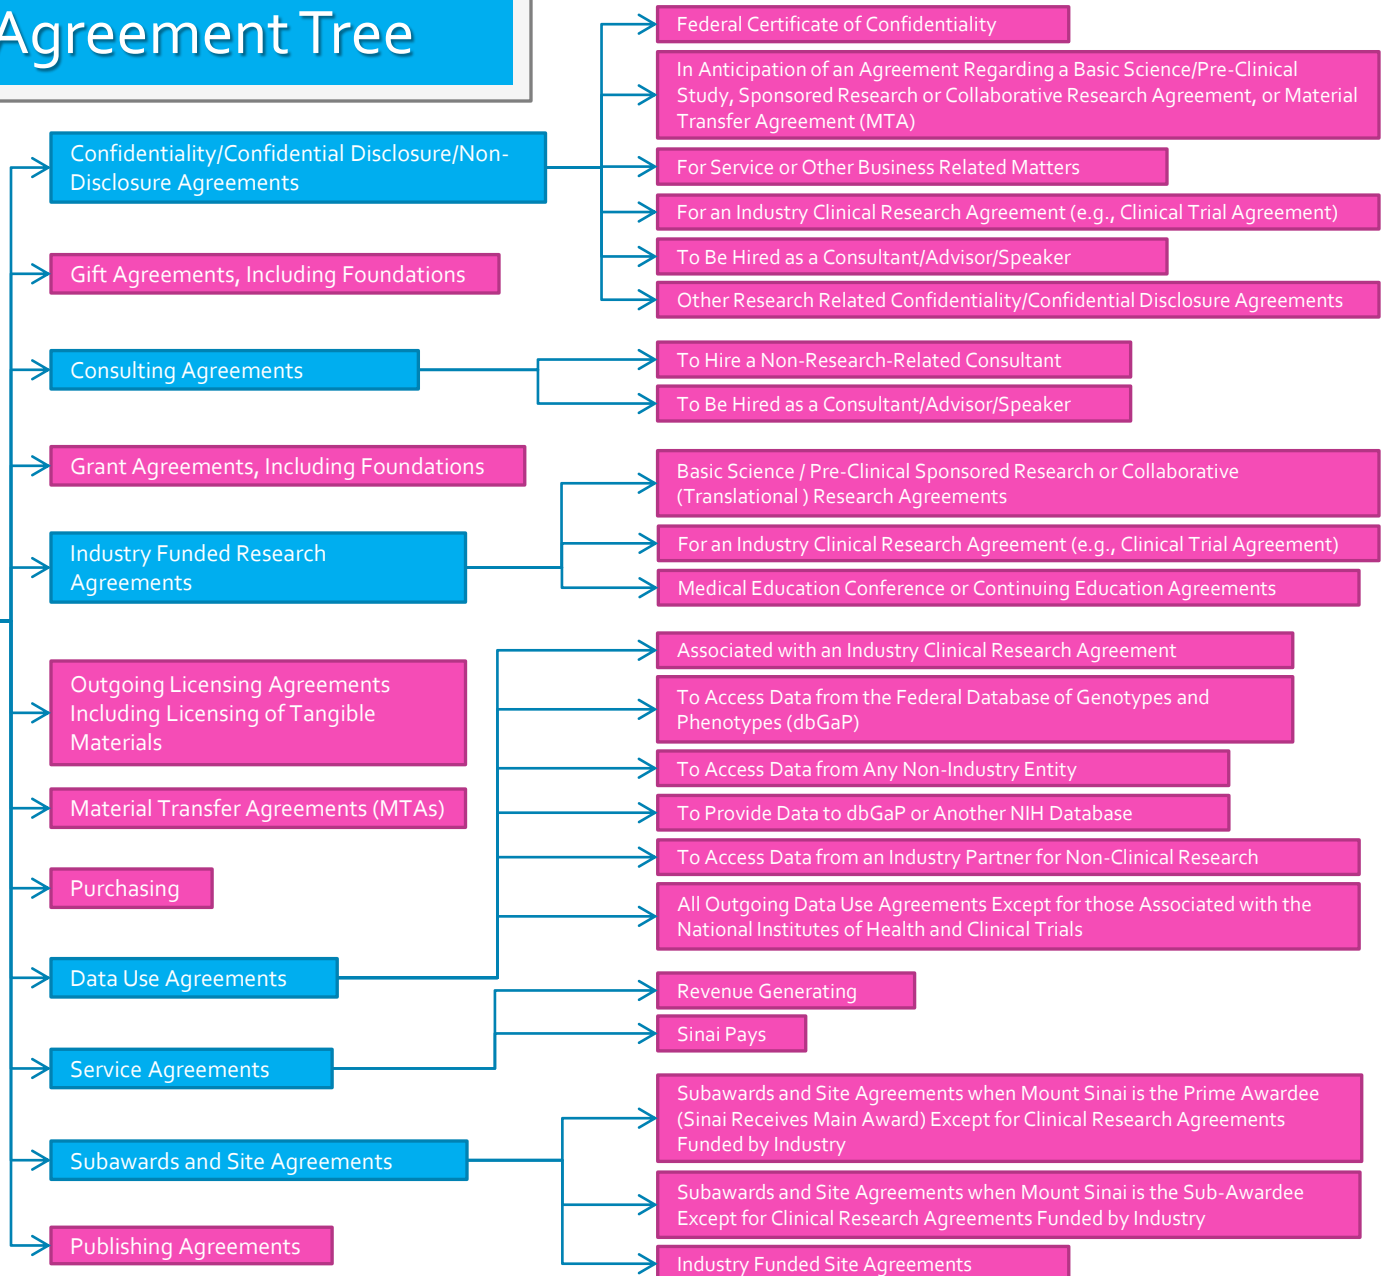 Agreement Tree
Confidentiality/Confidential Disclosure/Non-
Disclosure Agreements
Federal Certificate of Confidentiality
In Anticipation of an Agreement Regarding a Basic Science/Pre-Clinical
Study, Sponsored Research or Collaborative Research Agreement, or Material
Transfer Agreement (MTA)
For Service or Other Business Related Matters
For an Industry Clinical Research Agreement (e.g., Clinical Trial Agreement)
To Be Hired as a Consultant/Advisor/Speaker
Other Research Related Confidentiality/Confidential Disclosure Agreements
Gift Agreements, Including Foundations
Consulting Agreements
To Hire a Non-Research-Related Consultant
To Be Hired as a Consultant/Advisor/Speaker
Grant Agreements, Including Foundations
Industry Funded Research
Agreements
Basic Science / Pre-Clinical Sponsored Research or Collaborative
(Translational ) Research Agreements
For an Industry Clinical Research Agreement (e.g., Clinical Trial Agreement)
Medical Education Conference or Continuing Education Agreements
Outgoing Licensing Agreements
Including Licensing of Tangible
Materials
Material Transfer Agreements (MTAs)
Purchasing
Data Use Agreements
Associated with an Industry Clinical Research Agreement
To Access Data from the Federal Database of Genotypes and
Phenotypes (dbGaP)
To Access Data from Any Non-Industry Entity
To Provide Data to dbGaP or Another NIH Database
To Access Data from an Industry Partner for Non-Clinical Research
All Outgoing Data Use Agreements Except for those Associated with the
National Institutes of Health and Clinical Trials
Service Agreements
Revenue Generating
Sinai Pays
Subawards and Site Agreements
Subawards and Site Agreements when Mount Sinai is the Prime Awardee
(Sinai Receives Main Award) Except for Clinical Research Agreements
Funded by Industry
Subawards and Site Agreements when Mount Sinai is the Sub-Awardee
Except for Clinical Research Agreements Funded by Industry
Industry Funded Site Agreements
Publishing Agreements